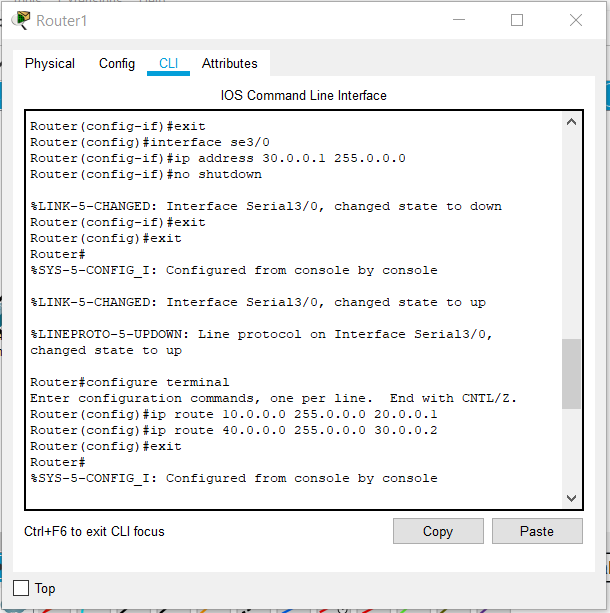 Router1
Physical Config CLI Attributes
IOS Command Line Interface
Router(config-if)#exit
Router(config)#interface se3/0
Router(config-if)#ip address 30.0.0.1 255.0.0.0
Router(config-if)#no shutdown
%LINK-5-CHANGED: Interface Serial3/0, changed state to down
Router(config-if)#exit
Router(config)#exit
Router#
%SYS-5-CONFIG_I: Configured from console by console
%LINK-5-CHANGED: Interface Serial3/0, changed state to up
%LINEPROTO-5-UPDOWN: Line protocol on Interface Serial3/0,
changed state to up
Router#configure terminal
Enter configuration commands, one per line.  End with CNTL/Z.
Router(config)#ip route 10.0.0.0 255.0.0.0 20.0.0.1
Router(config)#ip route 40.0.0.0 255.0.0.0 30.0.0.2
Router(config)#exit
Router#
%SYS-5-CONFIG_I: Configured from console by console
Ctrl+F6 to exit CLI focus
Copy Paste
Top